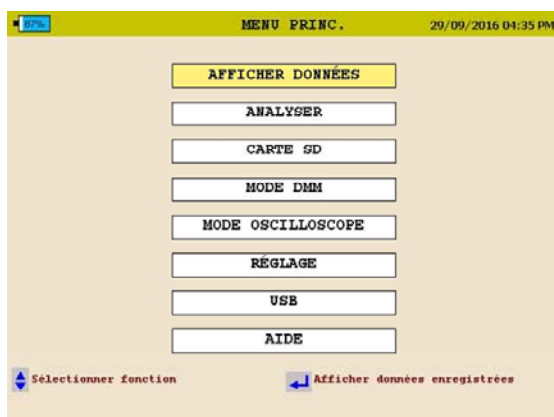 87% MENU PRINC. 29/09/2016 04:35 PM
AFFICHER DONNÉES
ANALYSER
CARTE SD
MODE DMM
MODE OSCILLOSCOPE
RÉGLAGE
USB
AIDE
Sélectionner fonction Afficher données enregistrées